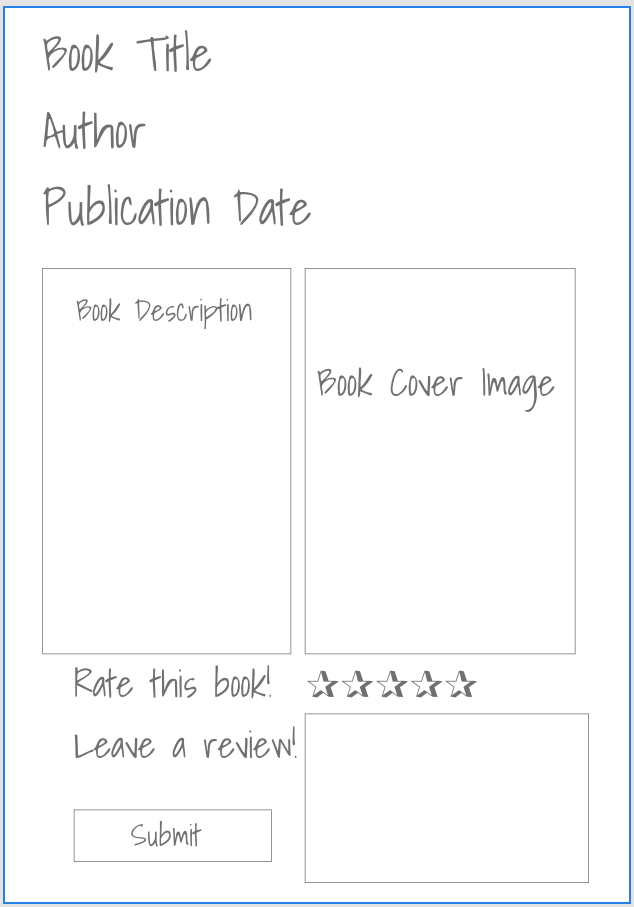 Book Title
Author
Publication Date
Book Description
Book Cover Image
Rate this book! ☆☆☆☆☆
Leave a review!
Submit